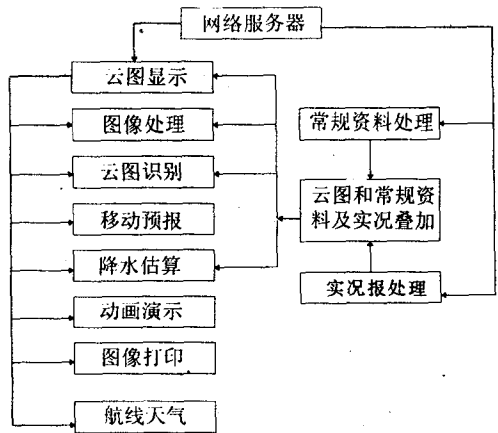 网络服务器
云图显示
图像处理
常规资料处理
云图识别
云图和常规资
料及实况叠加
移动预报
降水估算
实况报处理
动画演示
图像打印
航线天气